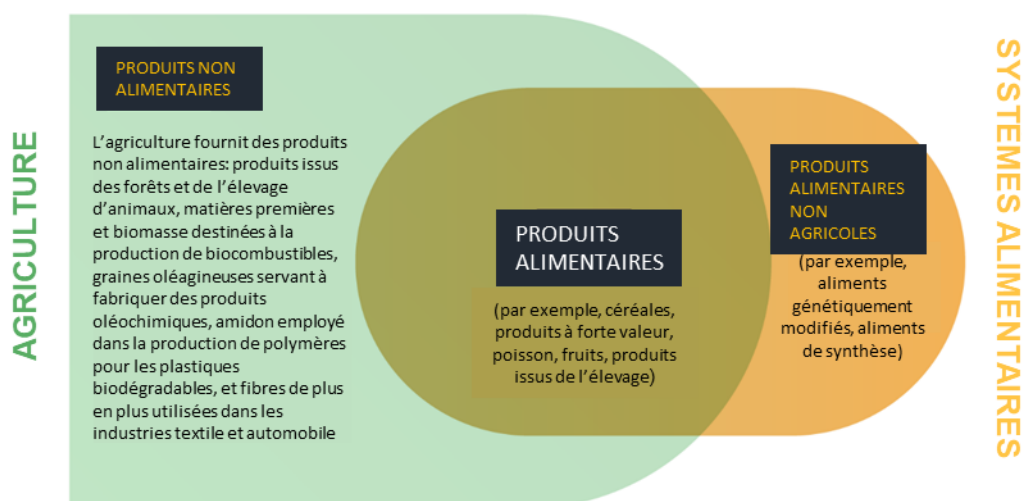 AGRICULTURE
PRODUITS NON
ALIMENTAIRES
L’agriculture fournit des produits
non alimentaires: produits issus
des forêts et de l’élevage
d’animaux, matières premières
et biomasse destinées à la
production de biocombustibles,
graines oléagineuses servant à
fabriquer des produits
oléochimiques, amidon employé
dans la production de polymères
pour les plastiques
biodégradables, et fibres de plus
en plus utilisées dans les
industries textile et automobile
PRODUITS
ALIMENTAIRES
(par exemple, céréales,
produits à forte valeur,
poisson, fruits, produits
issus de l’élevage)
PRODUITS
ALIMENTAIRES
NON
AGRICOLES
(par exemple,
aliments
génétiquement
modifiés, aliments
de synthèse)
SYSTEMES ALIMENTAIRES